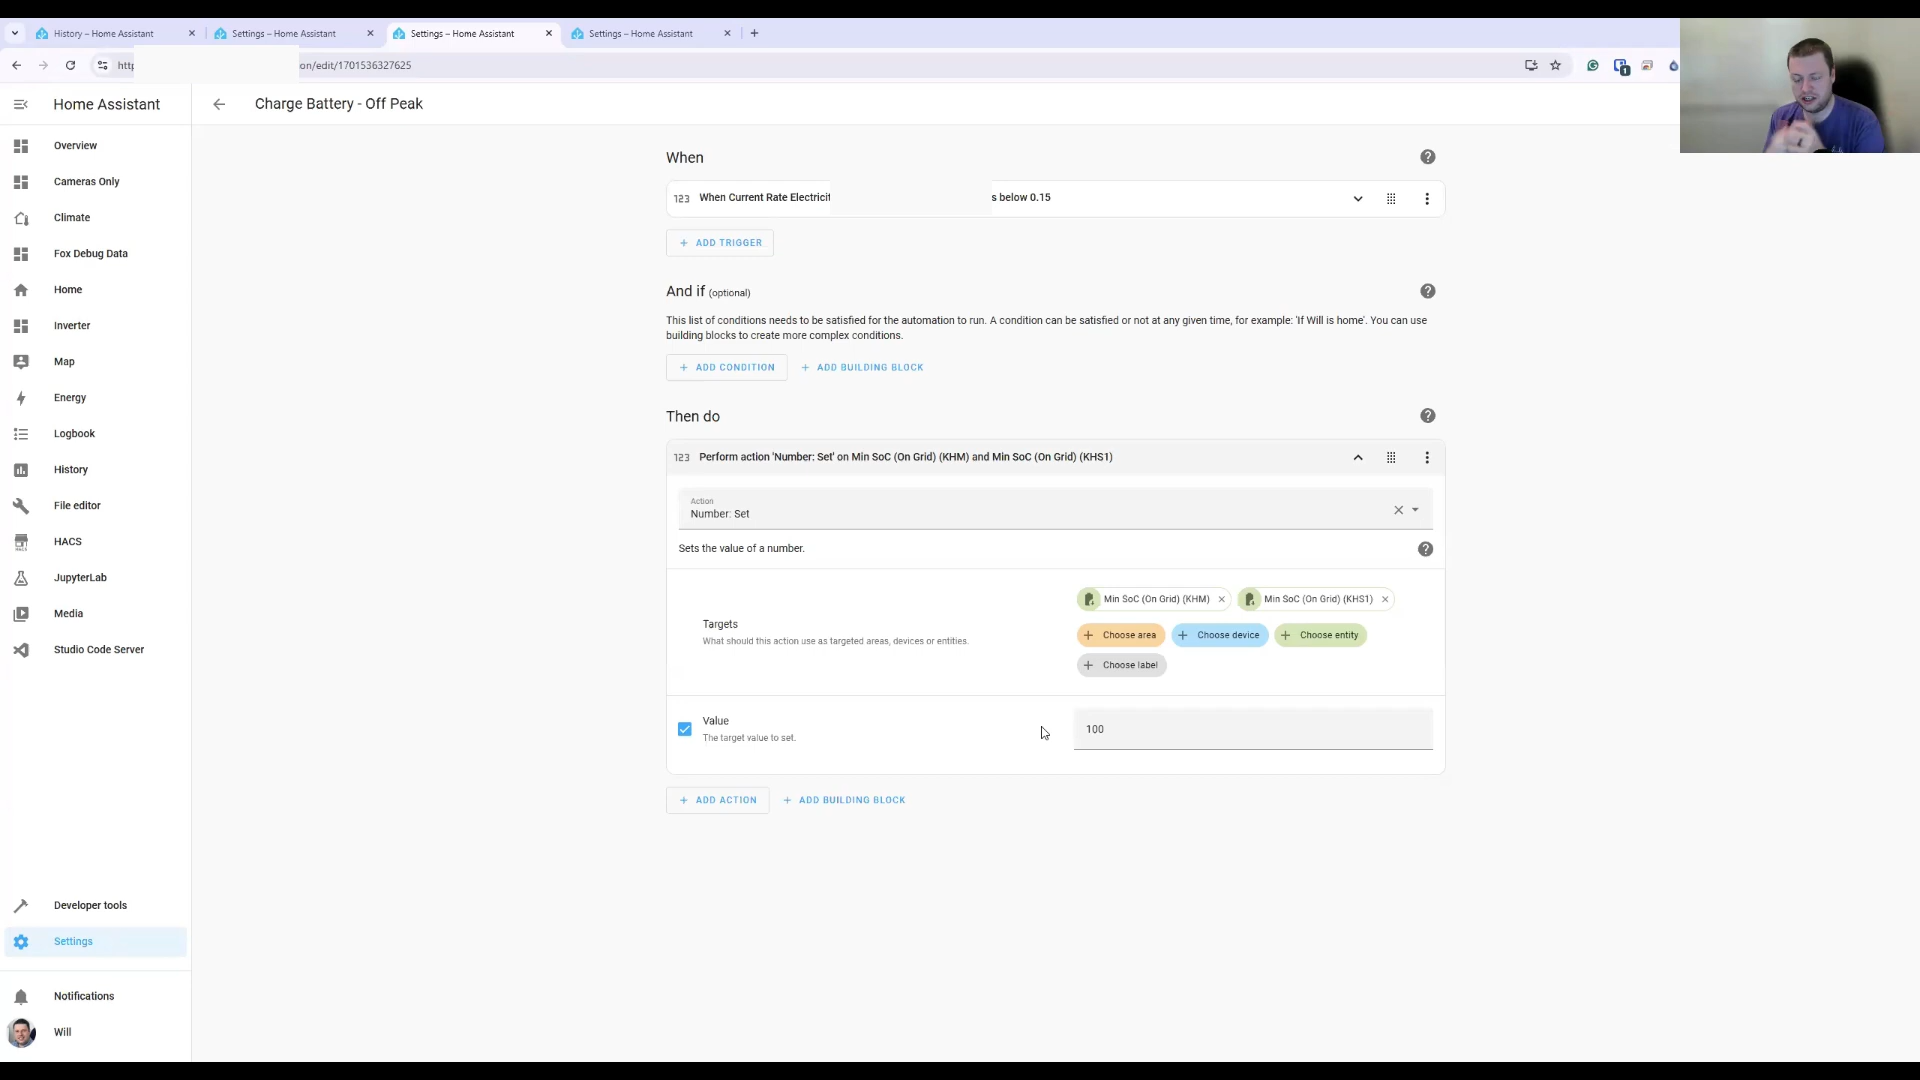 History – Home Assistant
Settings – Home Assistant
Settings – Home Assistant
Settings – Home Assistant
on/edit/1701536327625
1
Home Assistant
Charge Battery - Off Peak
Overview
Cameras Only
Climate
Fox Debug Data
Home
Inverter
Map
Energy
Logbook
History
File editor
HACS
JupyterLab
Media
Studio Code Server
Developer tools
Settings
Notifications
Will
When
123 When Current Rate Electricit s below 0.15
+ ADD TRIGGER
And if (optional)
This list of conditions needs to be satisfied for the automation to run. A condition can be satisfied or not at any given time, for example: 'If Will is home'. You can use
building blocks to create more complex conditions.
+ ADD CONDITION + ADD BUILDING BLOCK
Then do
123 Perform action 'Number: Set' on Min SoC (On Grid) (KHM) and Min SoC (On Grid) (KHS1)
Action
Number: Set
Sets the value of a number.
Min SoC (On Grid) (KHM) Min SoC (On Grid) (KHS1)
Targets
What should this action use as targeted areas, devices or entities.
+ Choose area + Choose device + Choose entity
+ Choose label
Value
The target value to set.
100
+ ADD ACTION + ADD BUILDING BLOCK